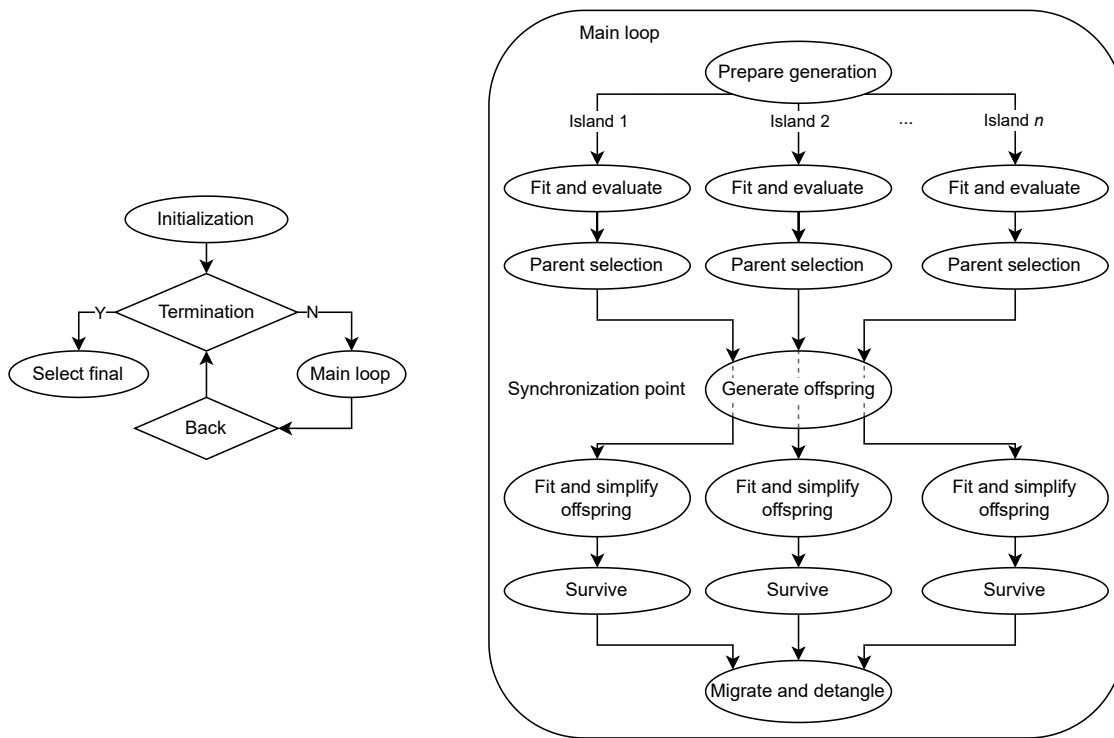 Initialization
Termination
Y
N
Select final
Main loop
Back
Main loop
Prepare generation
Island 1
Island 2
...
Island n
Fit and evaluate
Fit and evaluate
Fit and evaluate
Parent selection
Parent selection
Parent selection
Synchronization point
Generate offspring
Fit and simplify
offspring
Fit and simplify
offspring
Fit and simplify
offspring
Survive
Survive
Survive
Migrate and detangle